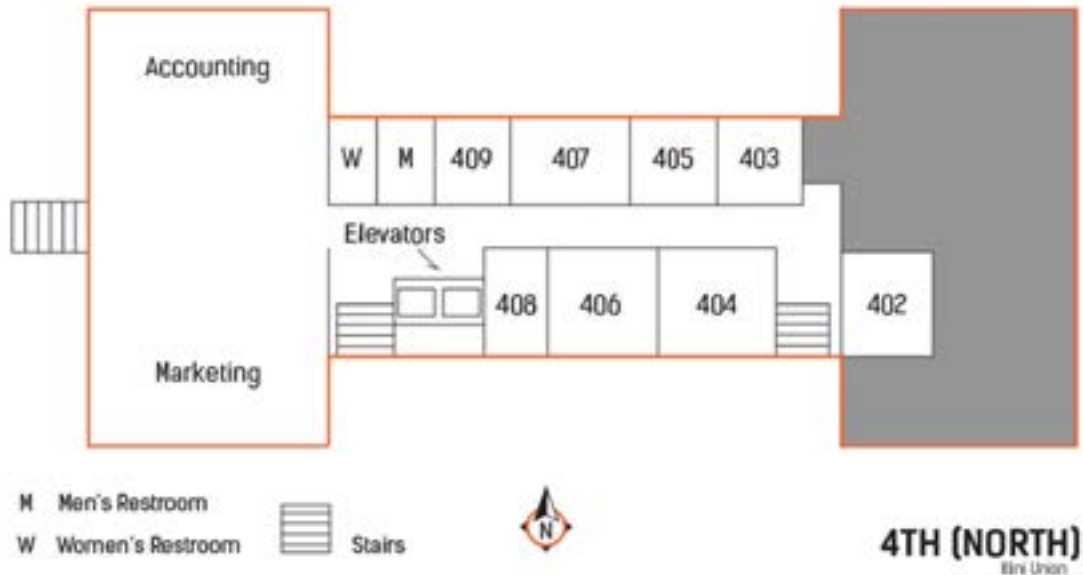 Accounting
W M 409 407 405 403
Elevators
408 406 404 402
Marketing
M Men's Restroom
W Women's Restroom
Stairs
N
4TH (NORTH)
Illini Union